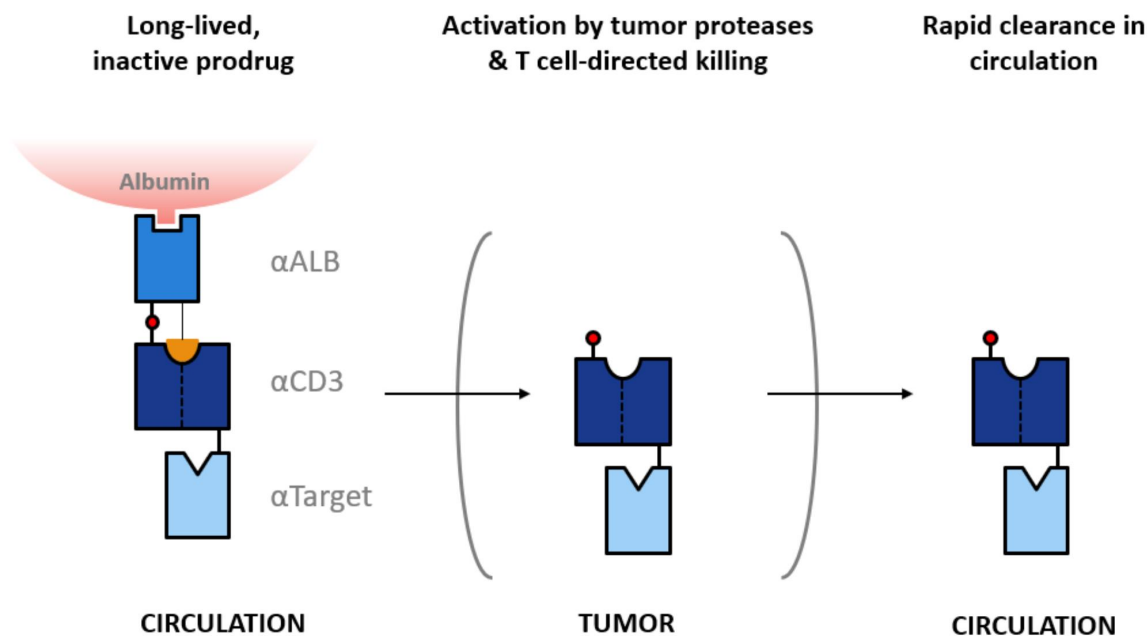 Long-lived,
inactive prodrug
Activation by tumor proteases
& T cell-directed killing
Rapid clearance in
circulation
Albumin
αALB
αCD3
αTarget
CIRCULATION
TUMOR
CIRCULATION